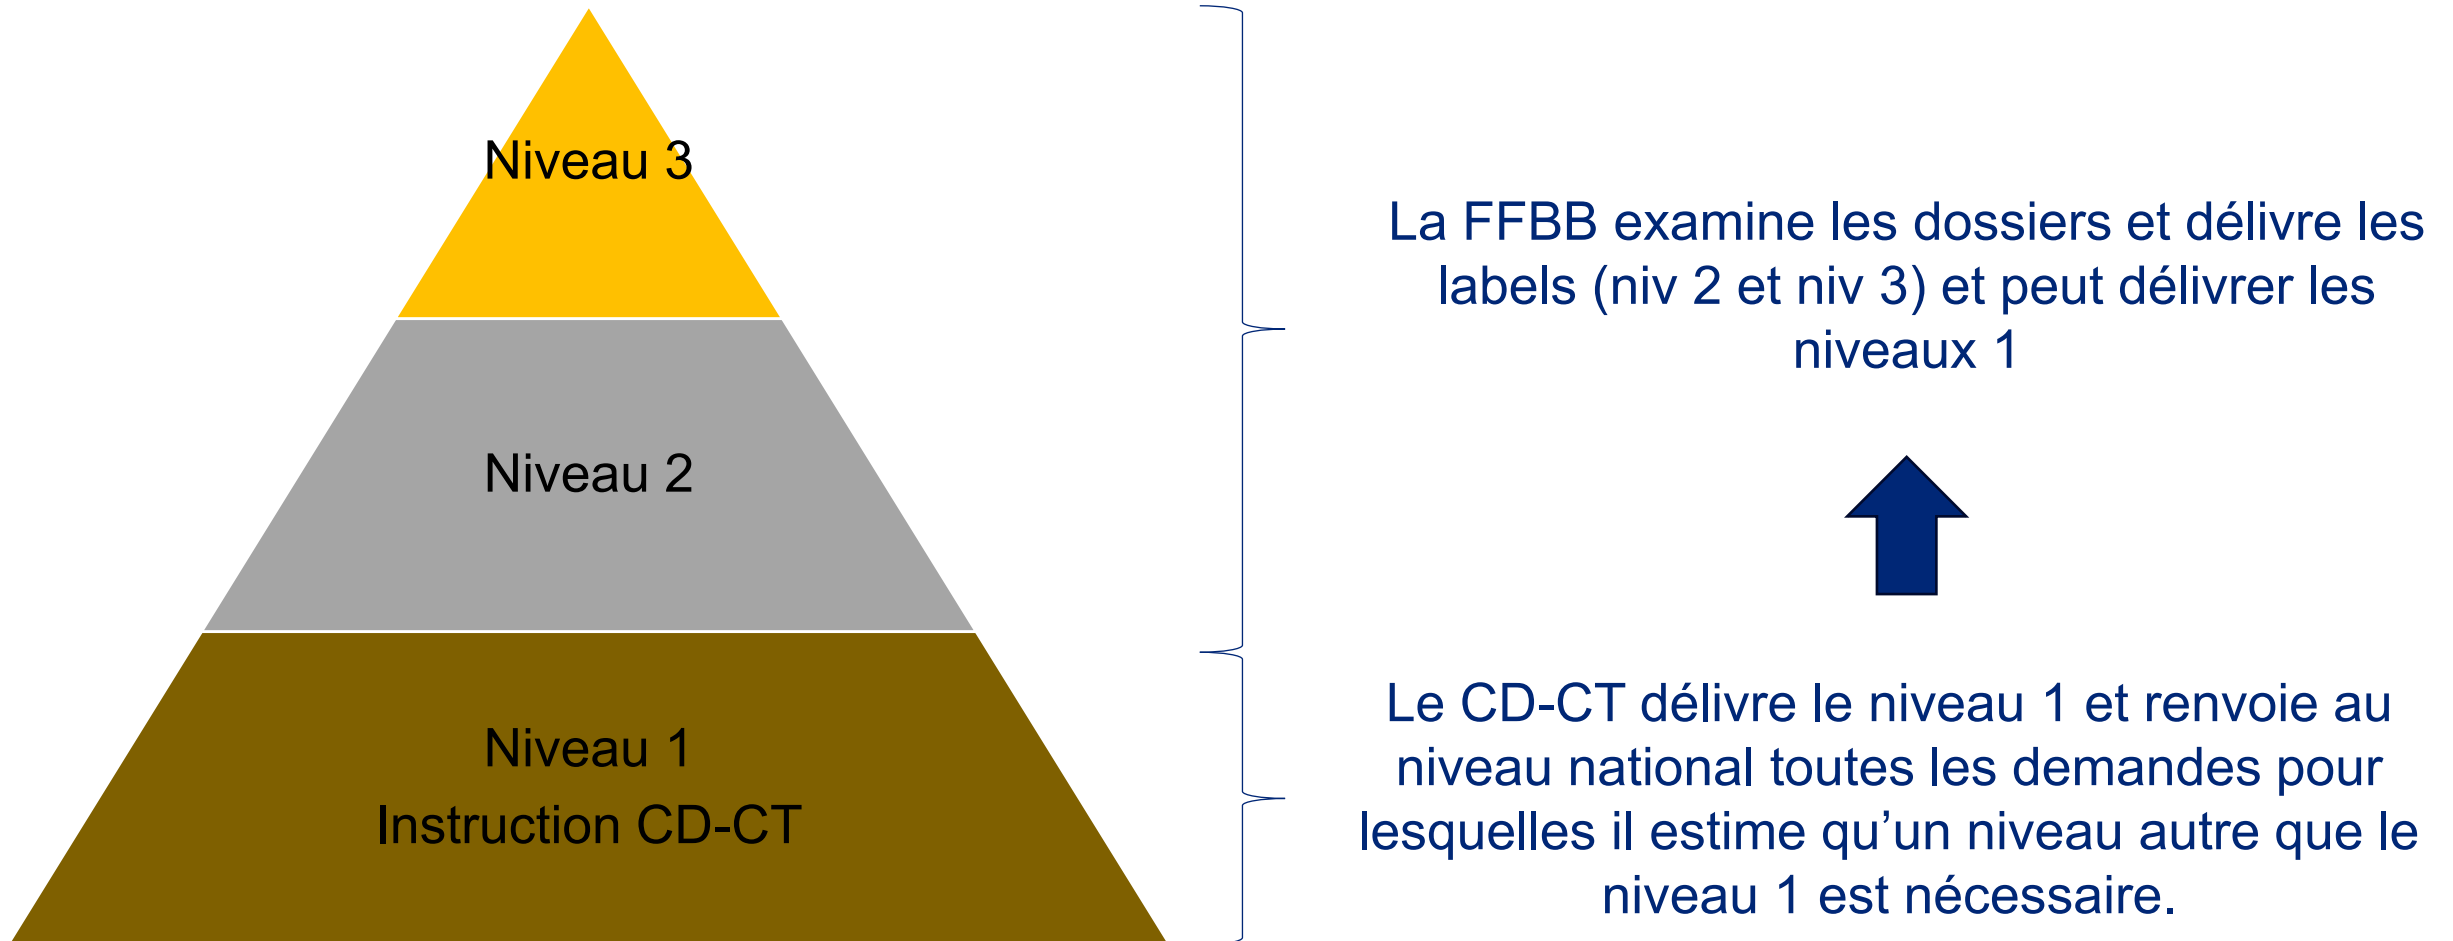 Niveau 3
Niveau 2
Niveau 1
Instruction CD-CT
La FFBB examine les dossiers et délivre les
labels (niv 2 et niv 3) et peut délivrer les
niveaux 1
Le CD-CT délivre le niveau 1 et renvoie au
niveau national toutes les demandes pour
lesquelles il estime qu’un niveau autre que le
niveau 1 est nécessaire.